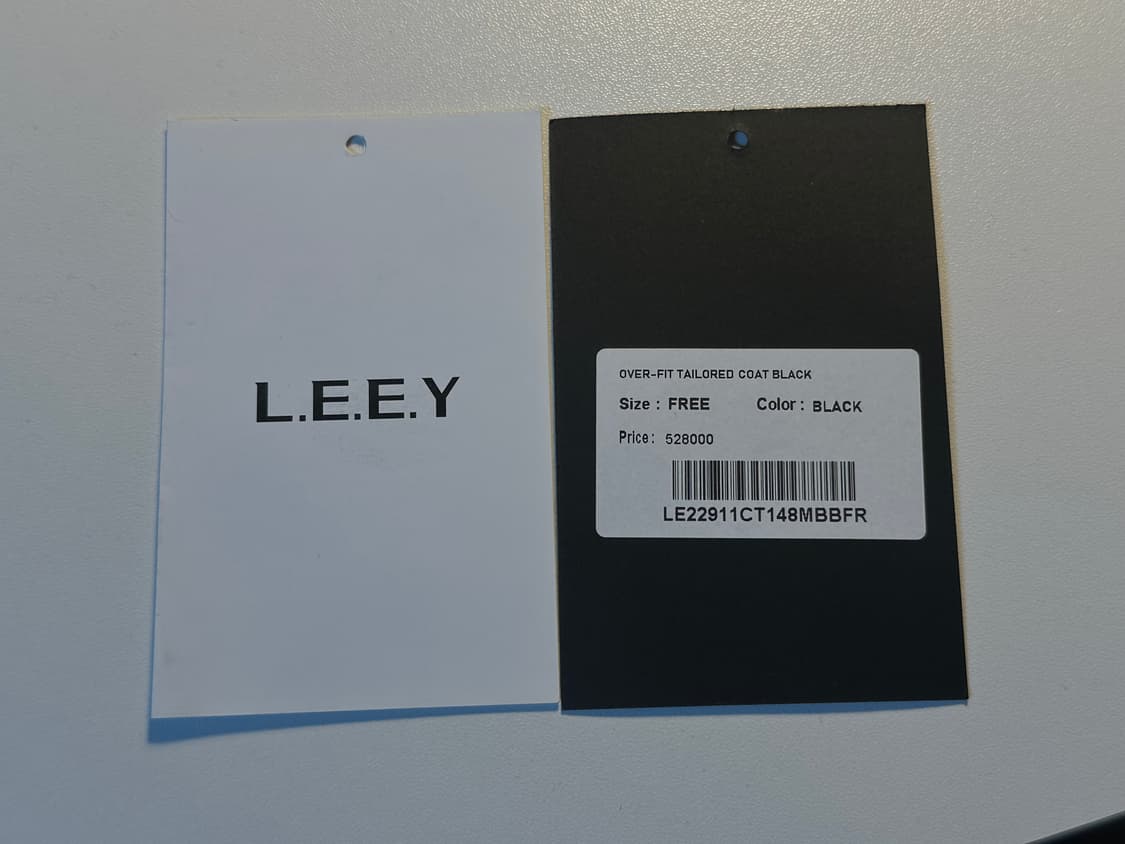 L.E.E.Y
OVER-FIT TAILORED COAT BLACK
Size : FREE Color : BLACK
Price : 528000
LE22911CT148MBBFR